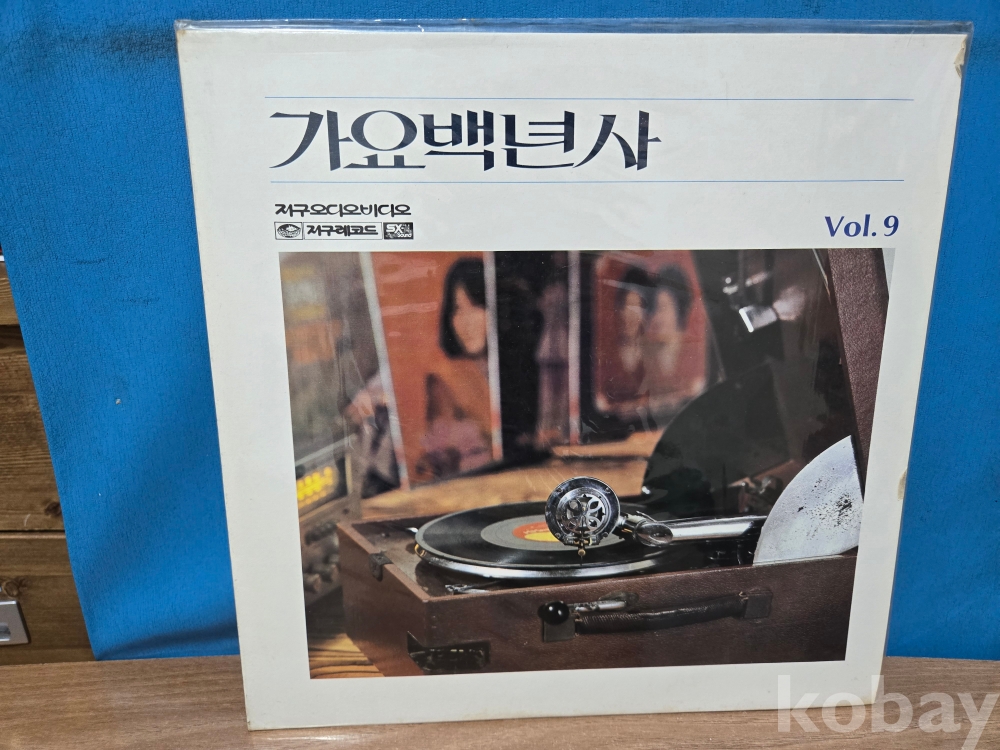 가요백년사
지구오디오비디오
지구레코드 SX
Sound
Vol. 9
kobay